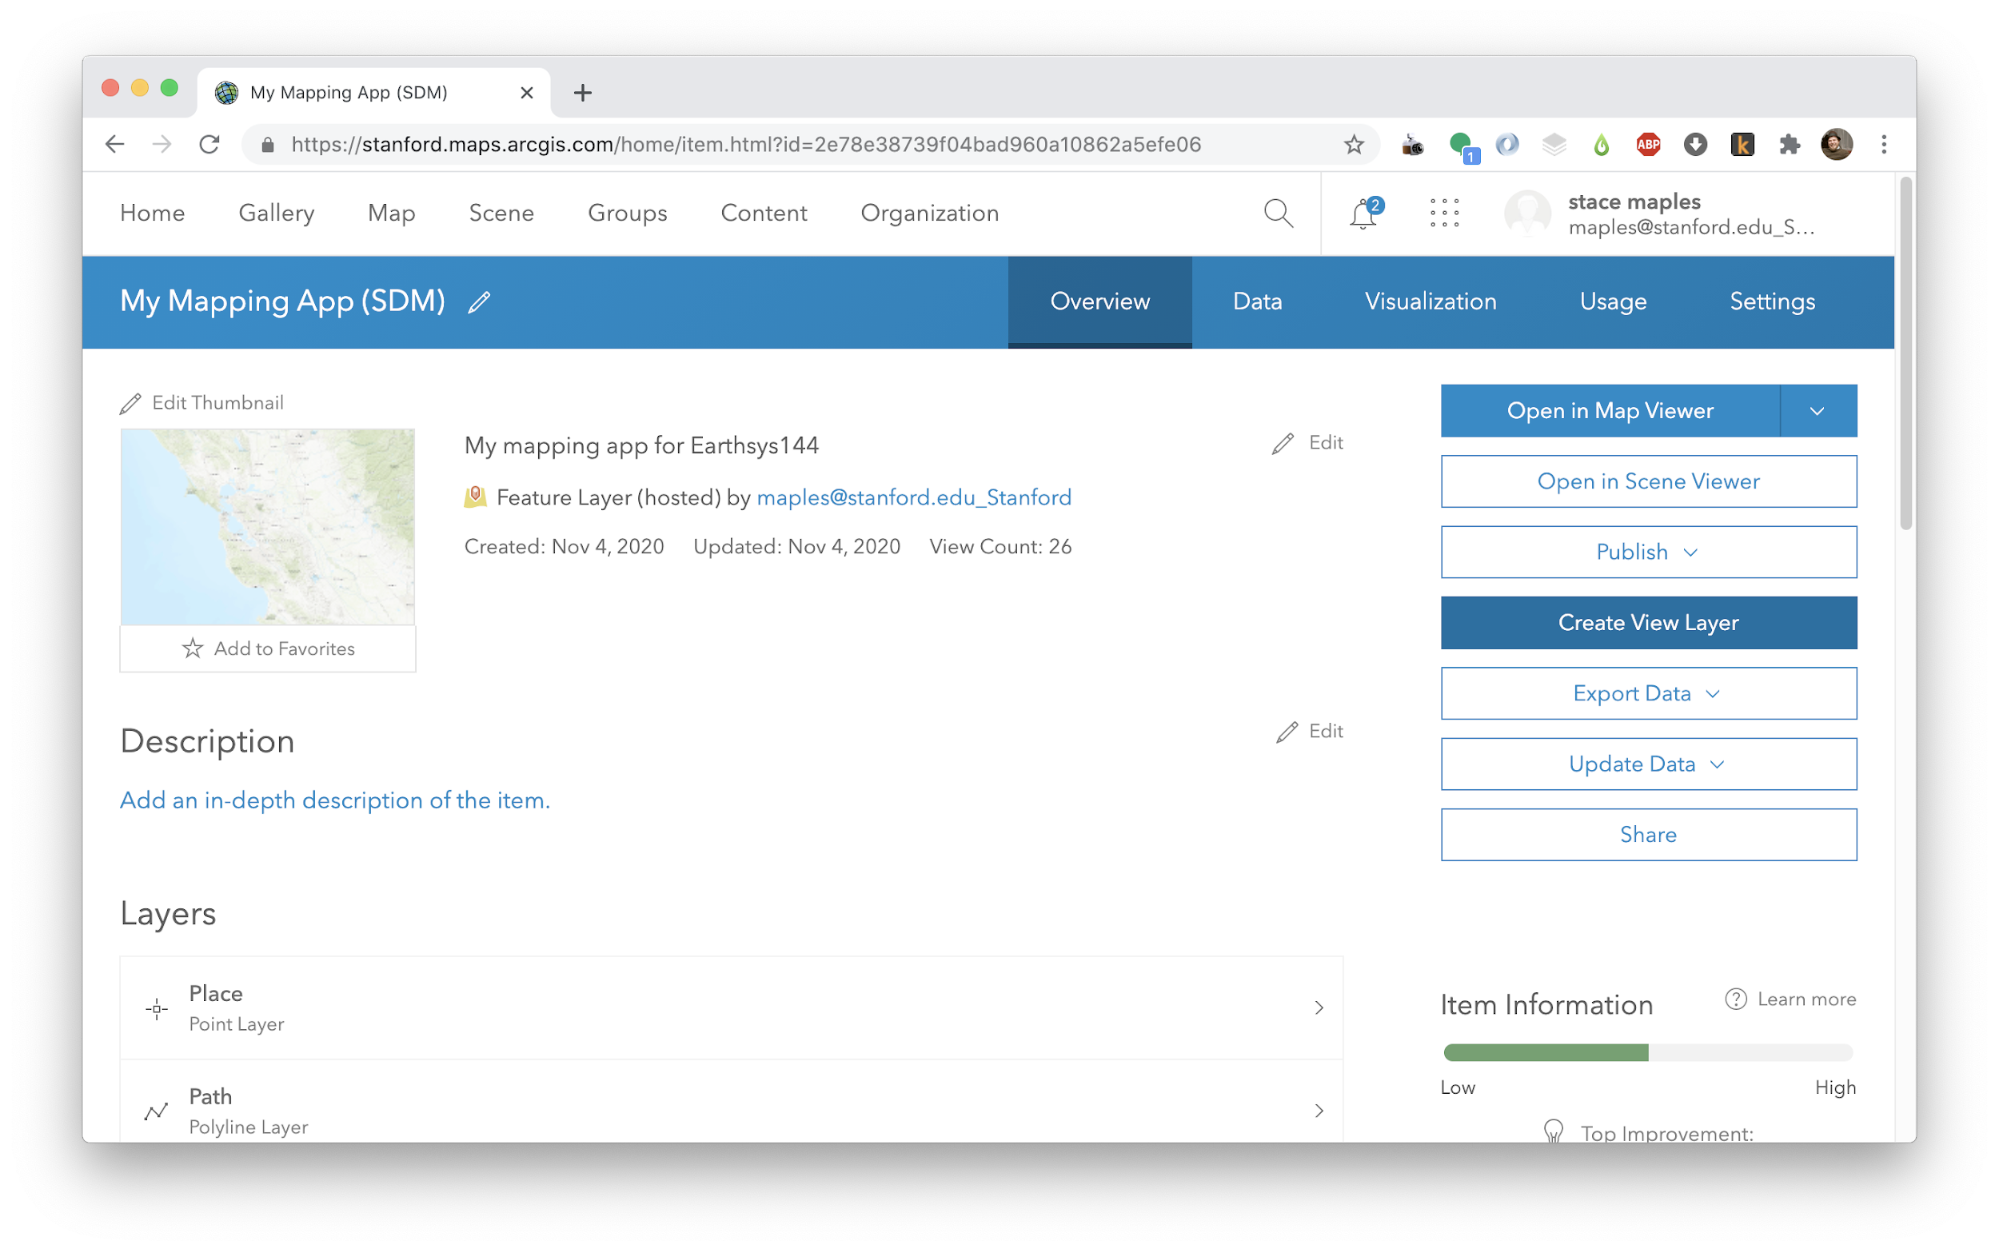 My Mapping App (SDM)
https://stanford.maps.arcgis.com/home/item.html?id=2e78e38739f04bad960a10862a5efe06
1
ABP
k
Home Gallery Map Scene Groups Content Organization
2
stace maples
maples@stanford.edu_S...
My Mapping App (SDM)
Overview Data Visualization Usage Settings
Edit Thumbnail
My mapping app for Earthsys144
Edit
Feature Layer (hosted) by maples@stanford.edu_Stanford
Created: Nov 4, 2020 Updated: Nov 4, 2020 View Count: 26
Add to Favorites
Open in Map Viewer
Open in Scene Viewer
Publish
Create View Layer
Export Data
Update Data
Share
Description
Edit
Add an in-depth description of the item.
Layers
Place
Point Layer
Path
Polyline Layer
Item Information
? Learn more
Low High
Top Improvement: